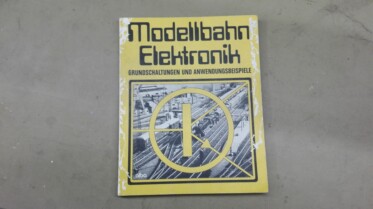 Modellbahn
Elektronik
GRUNDSCHALTUNGEN UND ANWENDUNGSBEISPIELE